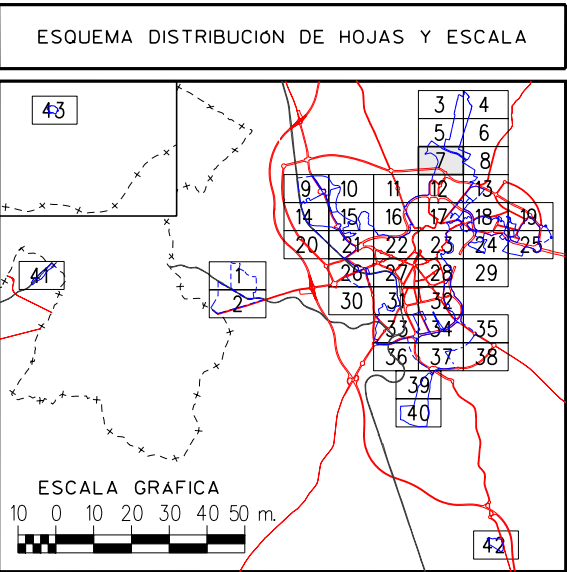 ESQUEMA DISTRIBUCIóN DE HOJAS Y ESCALA
43
3 4
5 6
7 8
9 10 11 12 13
14 15 16 17 18 19
20 21 22 23 24 25
41 1 26 27 28 29
2 30 31 32
33 34 35
36 37 38
39
40
ESCALA GRÁFICA
10 0 10 20 30 40 50 m.
42